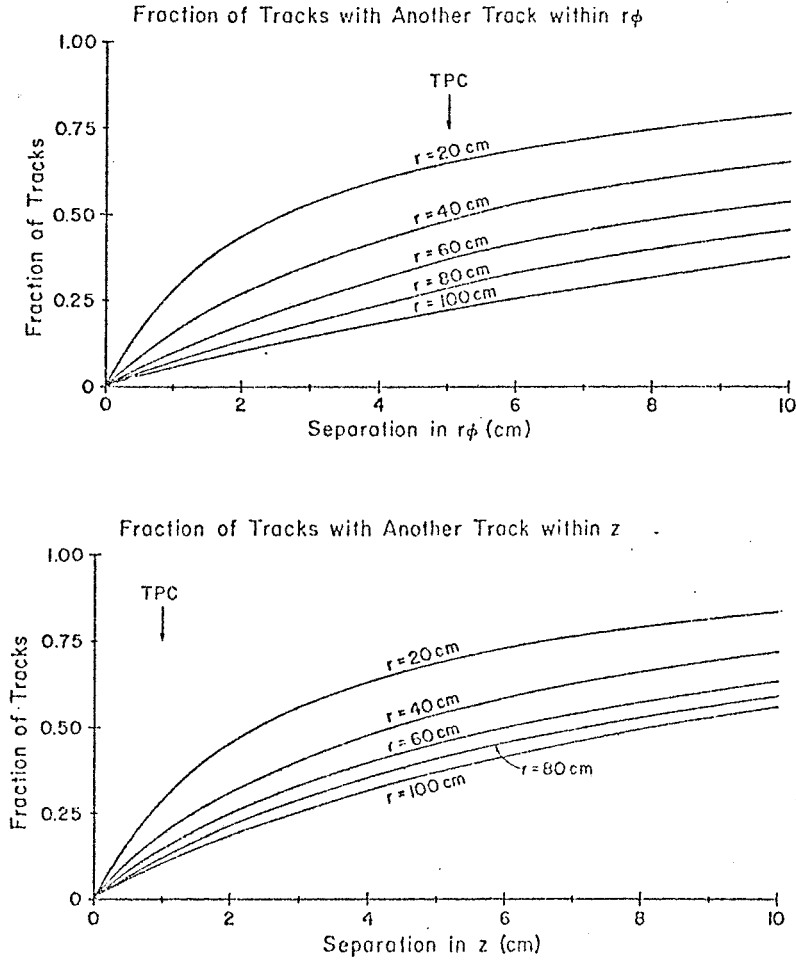 Fraction of Tracks with Another Track within rϕ
1.00
TPC
0.75
0.50
0.25
0
Fraction of Tracks
r = 20 cm
r = 40 cm
r = 60 cm
r = 80 cm
r = 100 cm
0 2 4 6 8 10
Separation in rϕ (cm)
Fraction of Tracks with Another Track within z
1.00
TPC
0.75
0.50
0.25
0
Fraction of Tracks
r = 20 cm
r = 40 cm
r = 60 cm
r = 80 cm
r = 100 cm
0 2 4 6 8 10
Separation in z (cm)